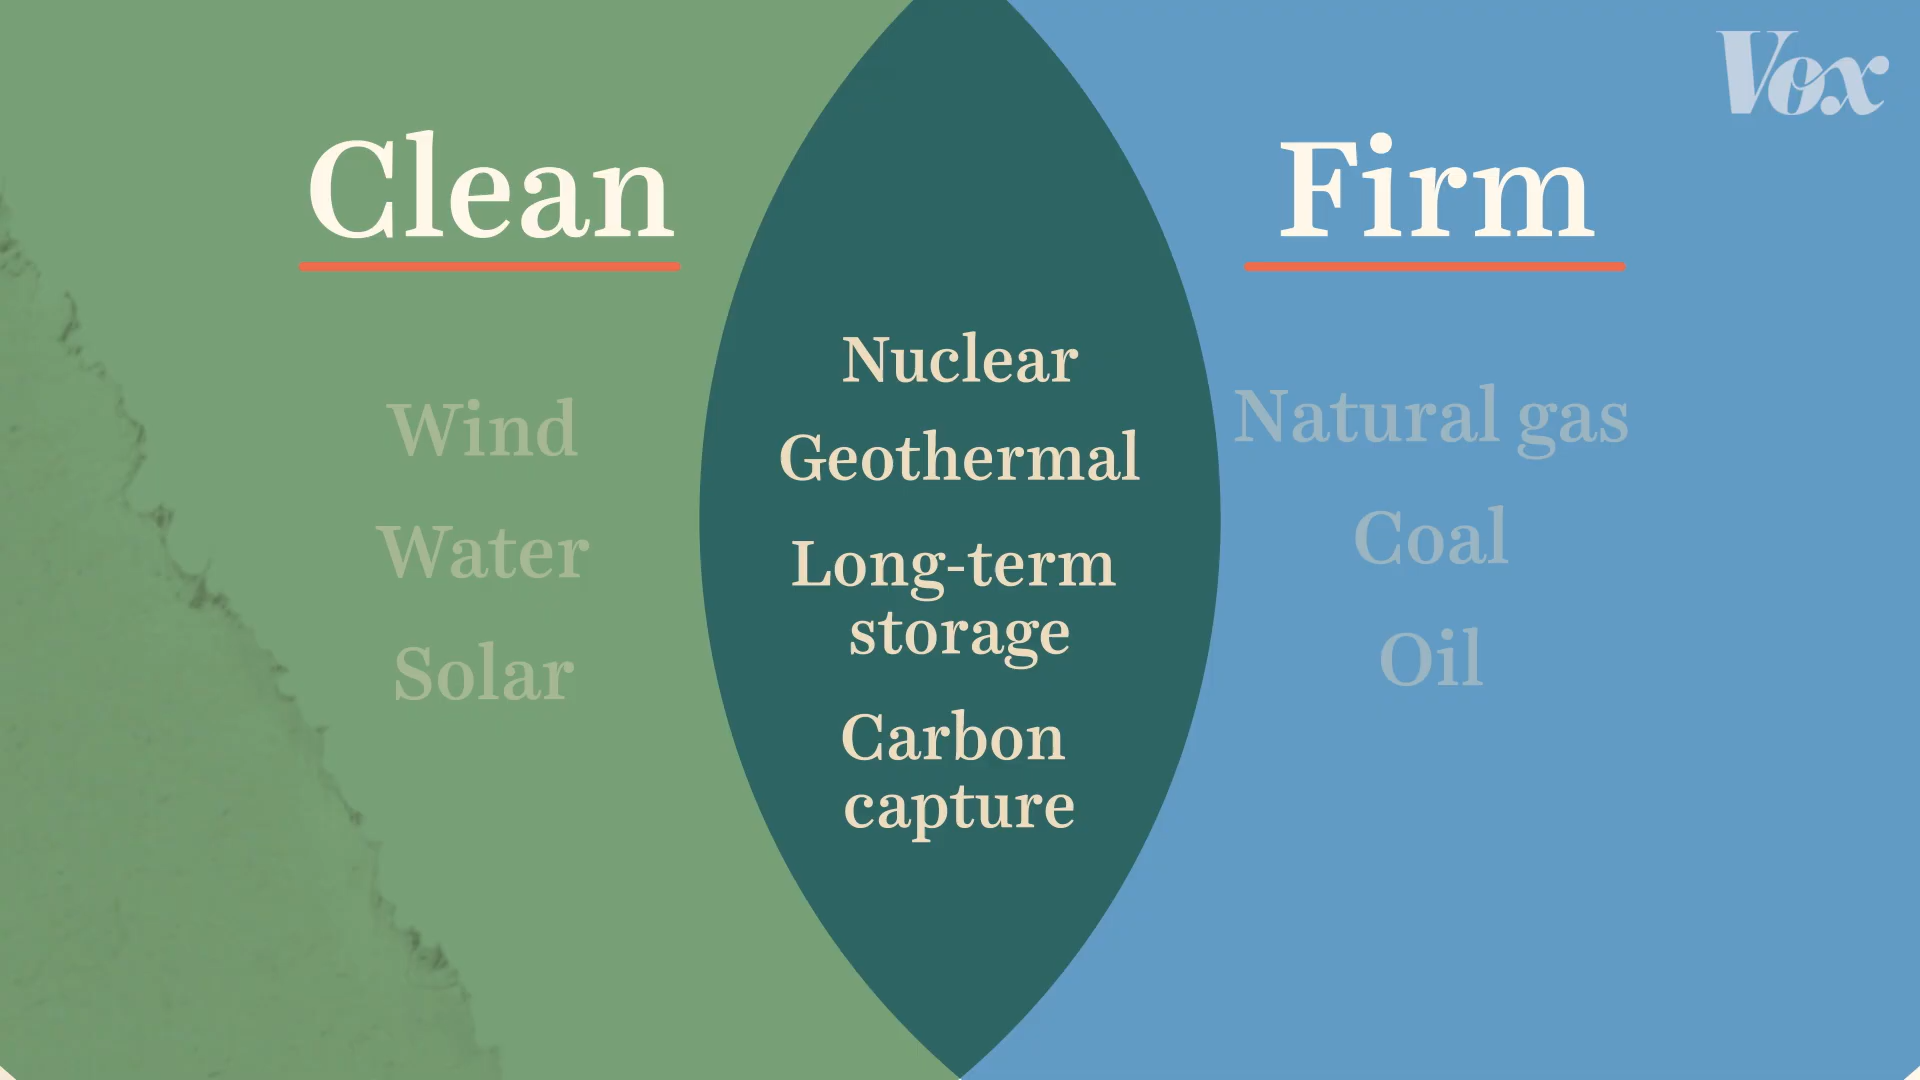 Vox
Clean
Firm
Wind
Water
Solar
Nuclear
Geothermal
Long-term
storage
Carbon
capture
Natural gas
Coal
Oil